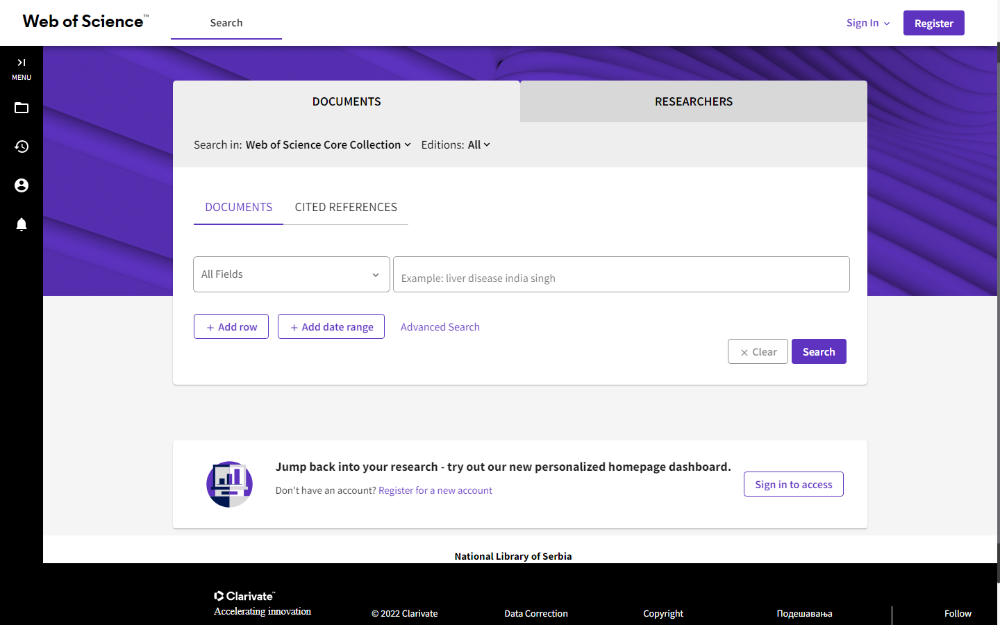 Web of Science™
Search
Sign In
Register
MENU
DOCUMENTS
RESEARCHERS
Search in: Web of Science Core Collection Editions: All
DOCUMENTS
CITED REFERENCES
All Fields
Example: liver disease india singh
+ Add row
+ Add date range
Advanced Search
× Clear
Search
Jump back into your research - try out our new personalized homepage dashboard.
Don't have an account? Register for a new account
Sign in to access
National Library of Serbia
Clarivate™
Accelerating innovation
© 2022 Clarivate
Data Correction
Copyright
Подешавања
Follow